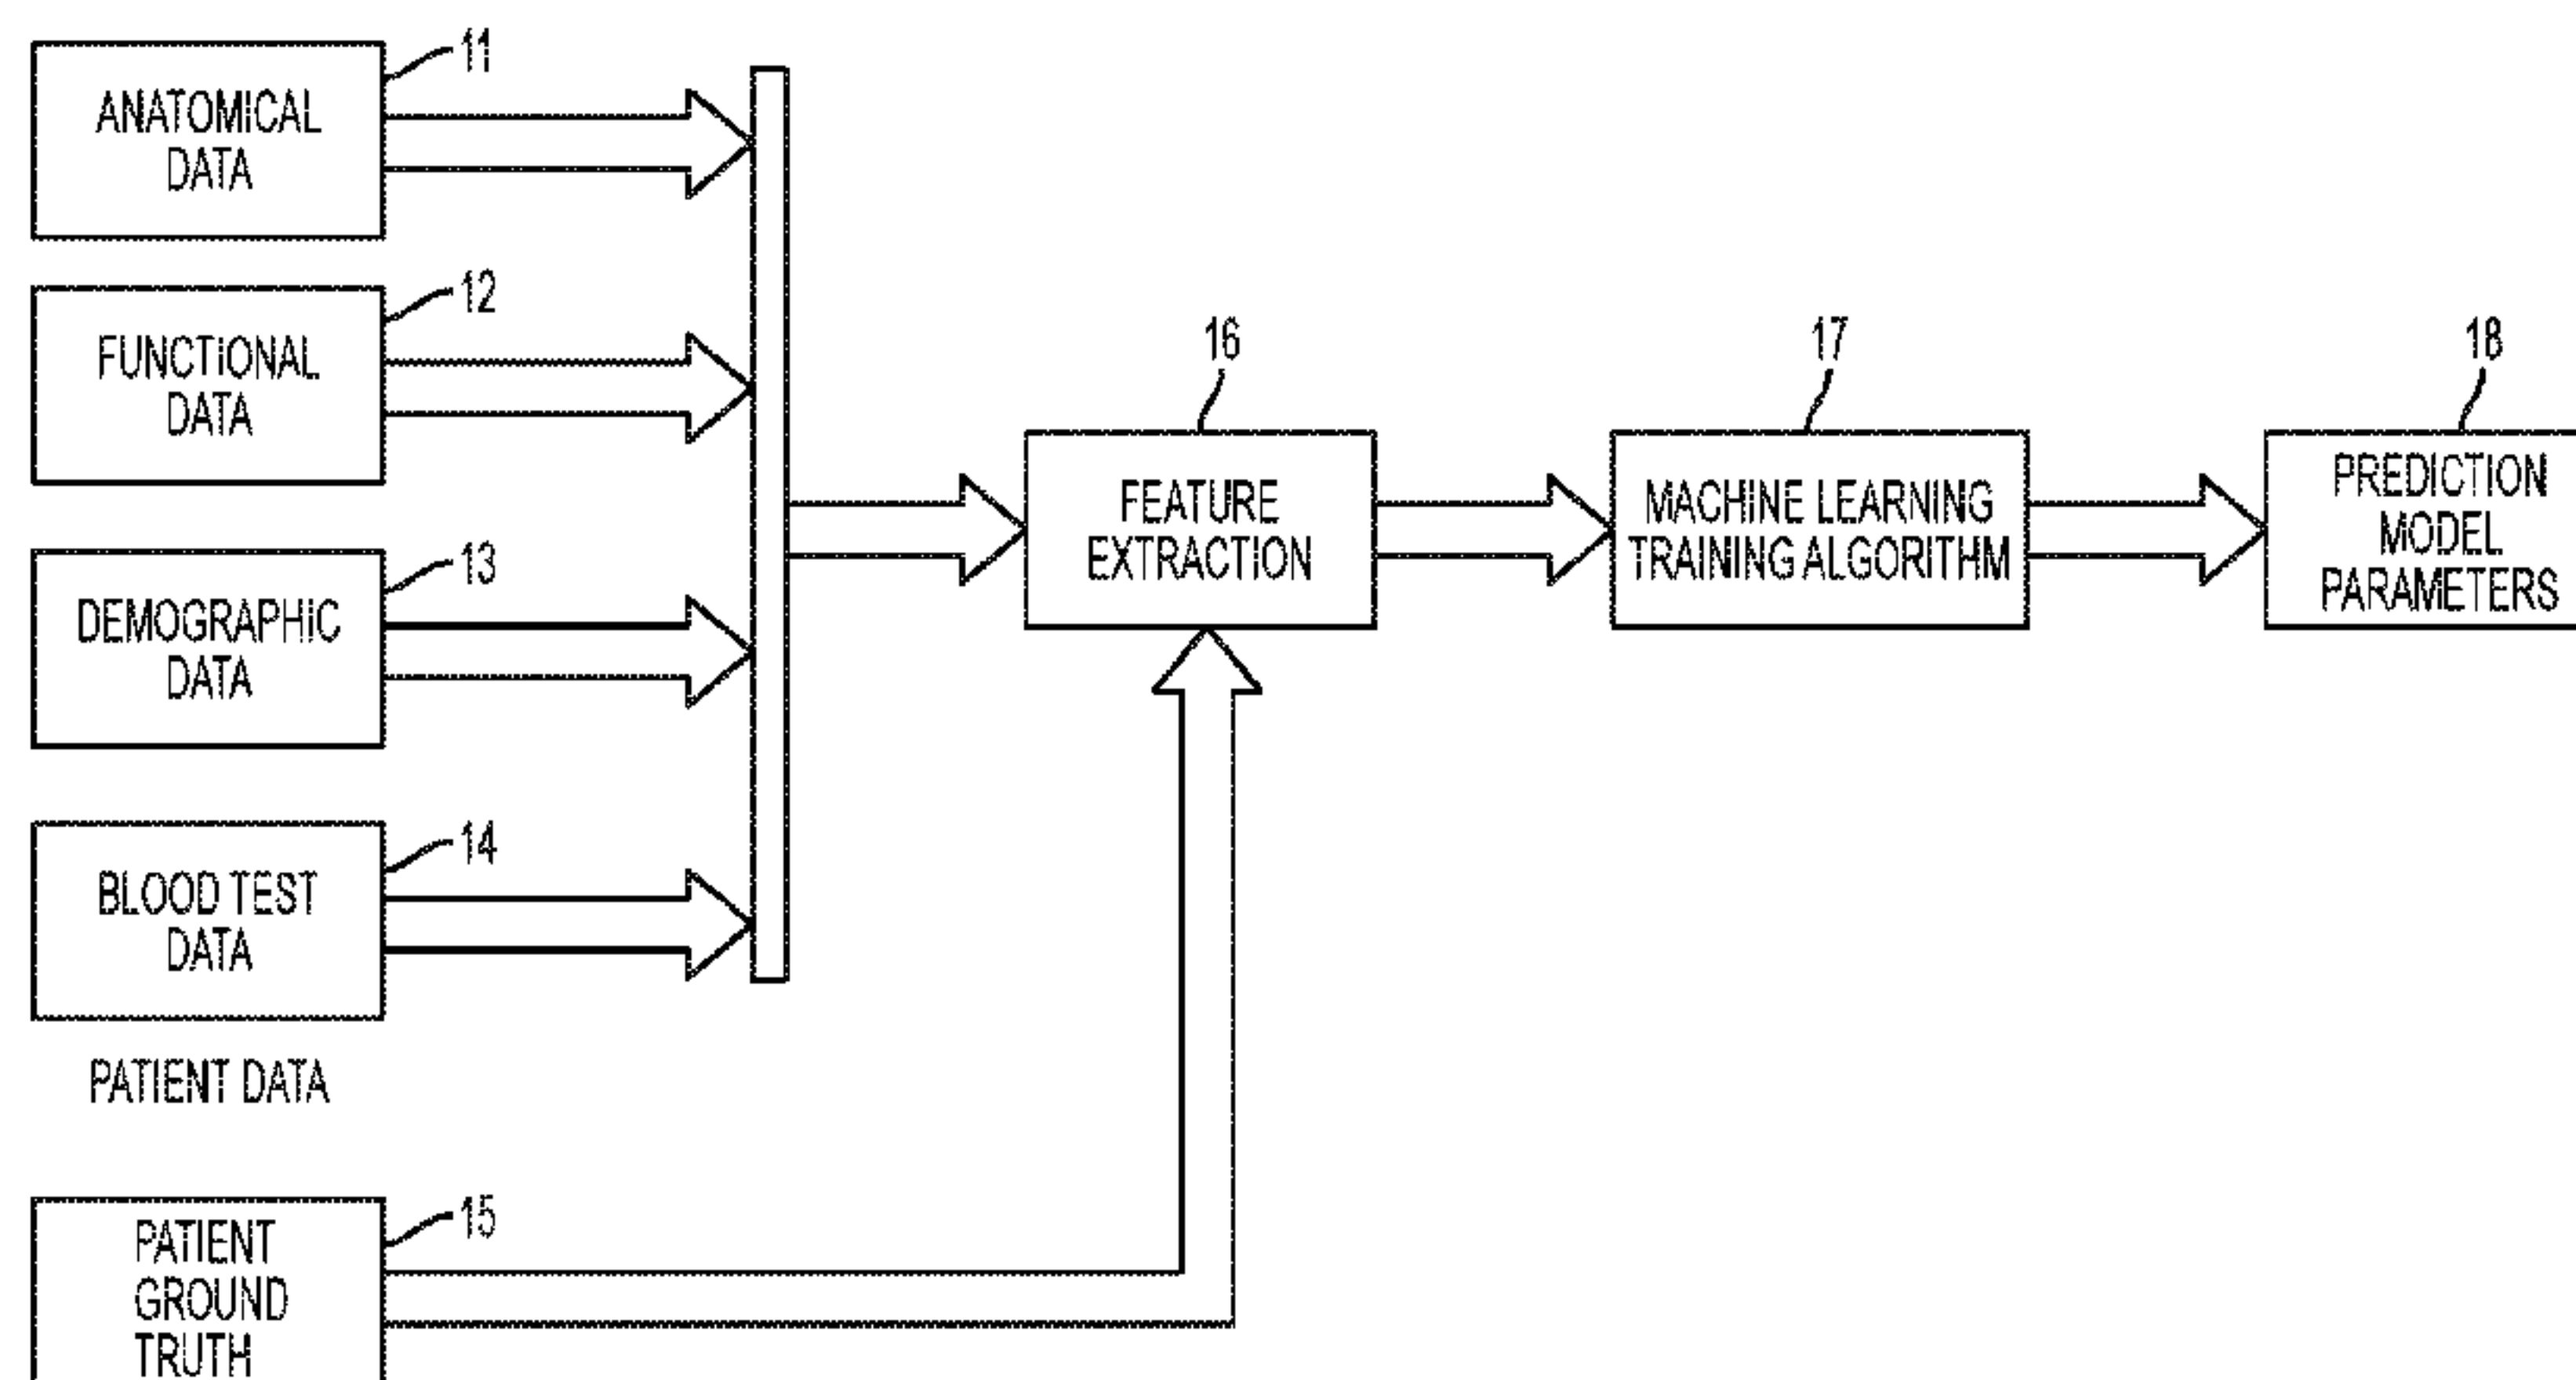 11
ANATOMICAL
DATA
12
FUNCTIONAL
DATA
13
DEMOGRAPHIC
DATA
14
BLOOD TEST
DATA
PATIENT DATA
15
PATIENT
GROUND
TRUTH
16
FEATURE
EXTRACTION
17
MACHINE LEARNING
TRAINING ALGORITHM
18
PREDICTION
MODEL
PARAMETERS